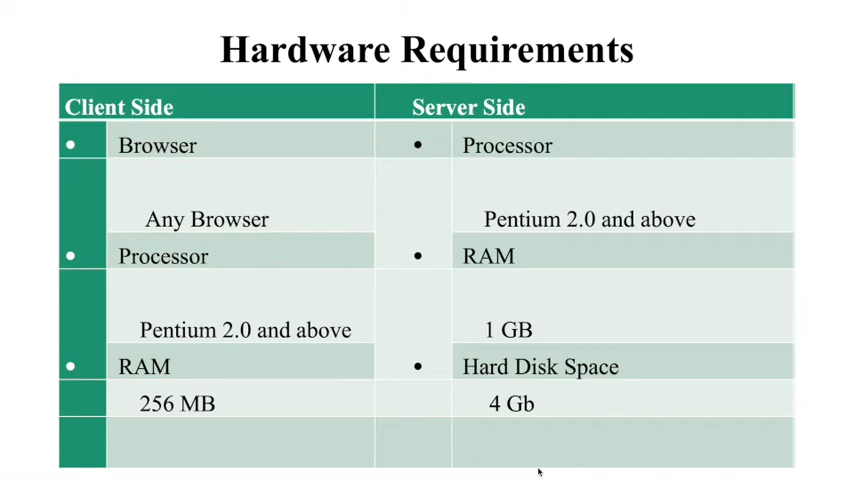 Hardware Requirements
Client Side
Server Side
• Browser
• Processor
Any Browser
Pentium 2.0 and above
• Processor
• RAM
Pentium 2.0 and above
1 GB
• RAM
• Hard Disk Space
256 MB
4 Gb